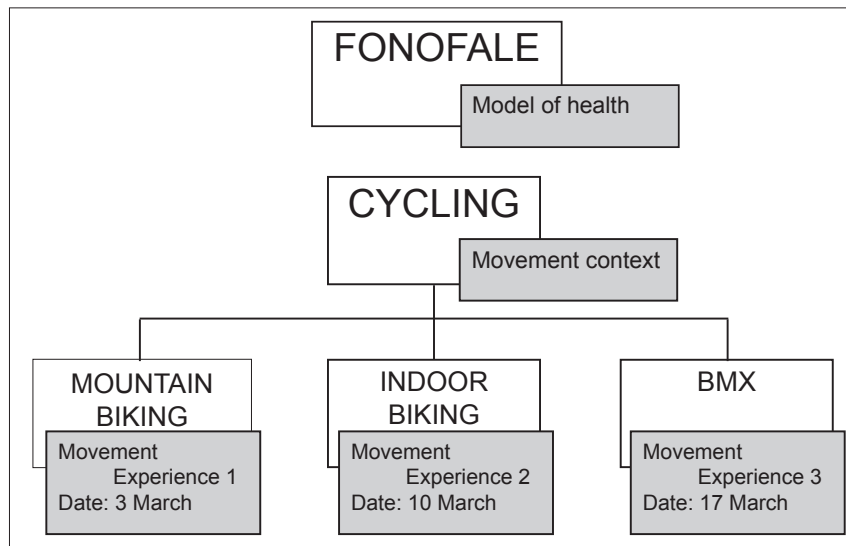 FONOFALE
Model of health
CYCLING
Movement context
MOUNTAIN
BIKING
Movement
Experience 1
Date: 3 March
INDOOR
BIKING
Movement
Experience 2
Date: 10 March
BMX
Movement
Experience 3
Date: 17 March